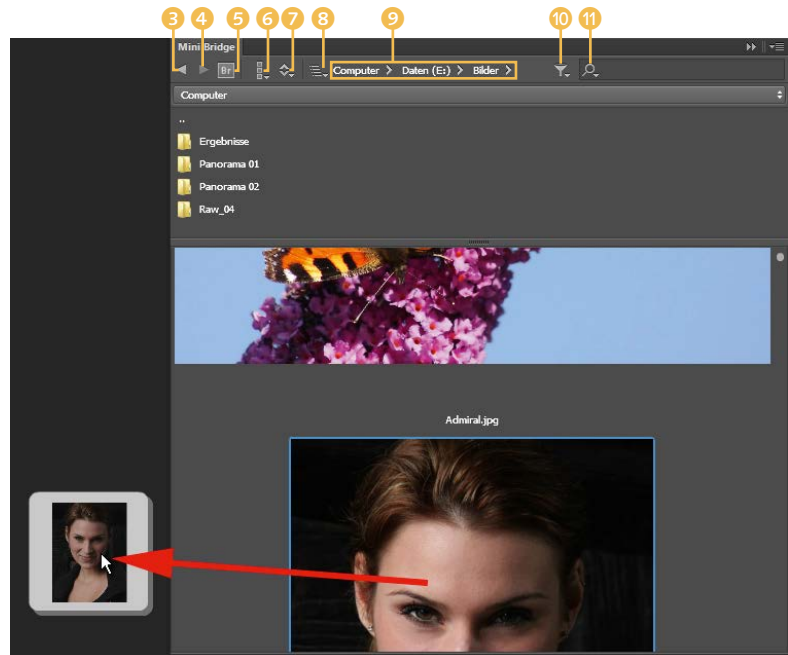 3 4 5 6 7 8 9 10 11
Mini Bridge
Br Computer > Daten (E:) > Bilder >
Computer
..
Ergebnisse
Panorama 01
Panorama 02
Raw_04
Admiral.jpg